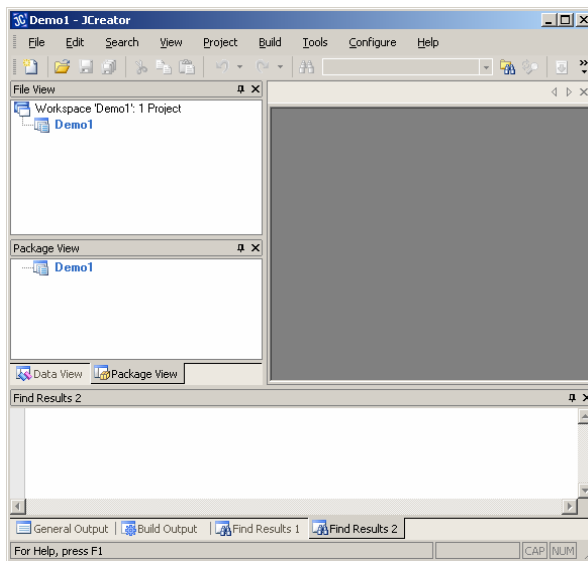 Demo1 - JCreator
File Edit Search View Project Build Tools Configure Help
File View
Workspace 'Demo1': 1 Project
Demo1
Package View
Demo1
Data View Package View
Find Results 2
General Output Build Output Find Results 1 Find Results 2
For Help, press F1 CAP NUM